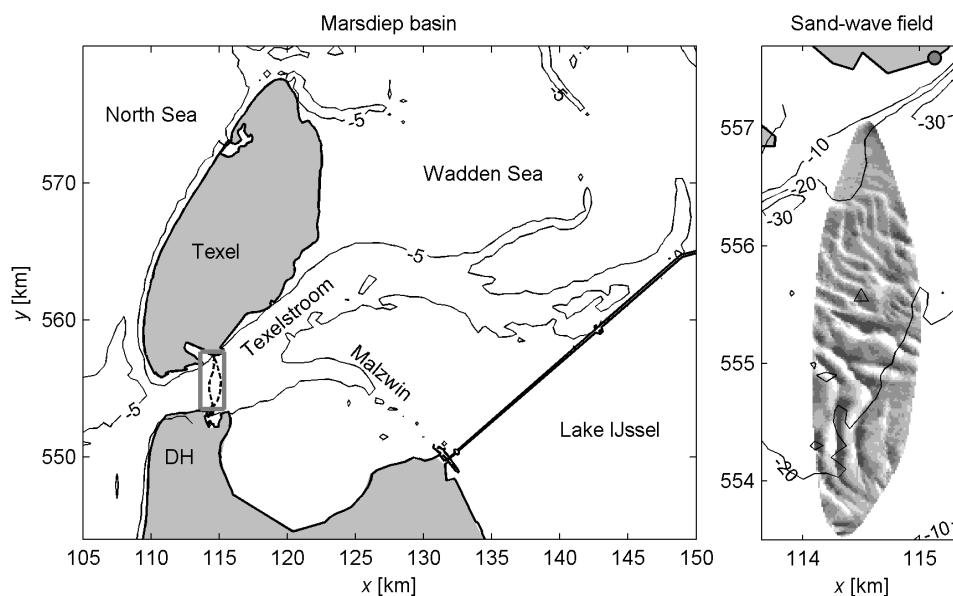 Marsdiep basin
Sand-wave field
North Sea
-5
-5
Wadden Sea
Texel
-5
Texelstroom
Malzwin
-5
DH
Lake IJssel
570
560
550
y [km]
105
110
115
120
125
130
135
140
145
150
x [km]
-10
-30
-20
-30
-20
-10
557
556
555
554
114
115
x [km]